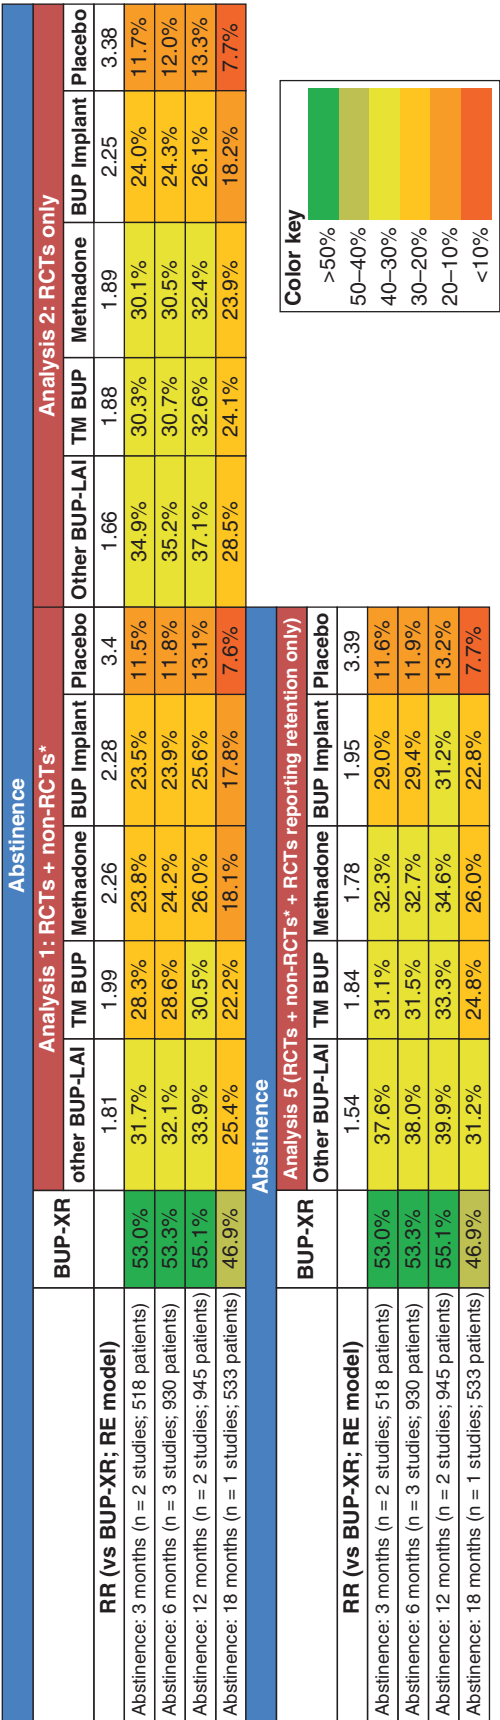 Abstinence
BUP-XR Analysis 1: RCTs + non-RCTs* Analysis 2: RCTs only
other BUP-LAI TM BUP Methadone BUP Implant Placebo Other BUP-LAI TM BUP Methadone BUP Implant Placebo
RR (vs BUP-XR; RE model) 1.81 1.99 2.26 2.28 3.4 1.66 1.88 1.89 2.25 3.38
Abstinence: 3 months (n = 2 studies; 518 patients) 53.0% 31.7% 28.3% 23.8% 23.5% 11.5% 34.9% 30.3% 30.1% 24.0% 11.7%
Abstinence: 6 months (n = 3 studies; 930 patients) 53.3% 32.1% 28.6% 24.2% 23.9% 11.8% 35.2% 30.7% 30.5% 24.3% 12.0%
Abstinence: 12 months (n = 2 studies; 945 patients) 55.1% 33.9% 30.5% 26.0% 25.6% 13.1% 37.1% 32.6% 32.4% 26.1% 13.3%
Abstinence: 18 months (n = 1 studies; 533 patients) 46.9% 25.4% 22.2% 18.1% 17.8% 7.6% 28.5% 24.1% 23.9% 18.2% 7.7%
Abstinence
BUP-XR Analysis 5 (RCTs + non-RCTs* + RCTs reporting retention only)
Other BUP-LAI TM BUP Methadone BUP Implant Placebo
RR (vs BUP-XR; RE model) 1.54 1.84 1.78 1.95 3.39
Abstinence: 3 months (n = 2 studies; 518 patients) 53.0% 37.6% 31.1% 32.3% 29.0% 11.6%
Abstinence: 6 months (n = 3 studies; 930 patients) 53.3% 38.0% 31.5% 32.7% 29.4% 11.9%
Abstinence: 12 months (n = 2 studies; 945 patients) 55.1% 39.9% 33.3% 34.6% 31.2% 13.2%
Abstinence: 18 months (n = 1 studies; 533 patients) 46.9% 31.2% 24.8% 26.0% 22.8% 7.7%
Color key
>50%
50–40%
40–30%
30–20%
20–10%
<10%